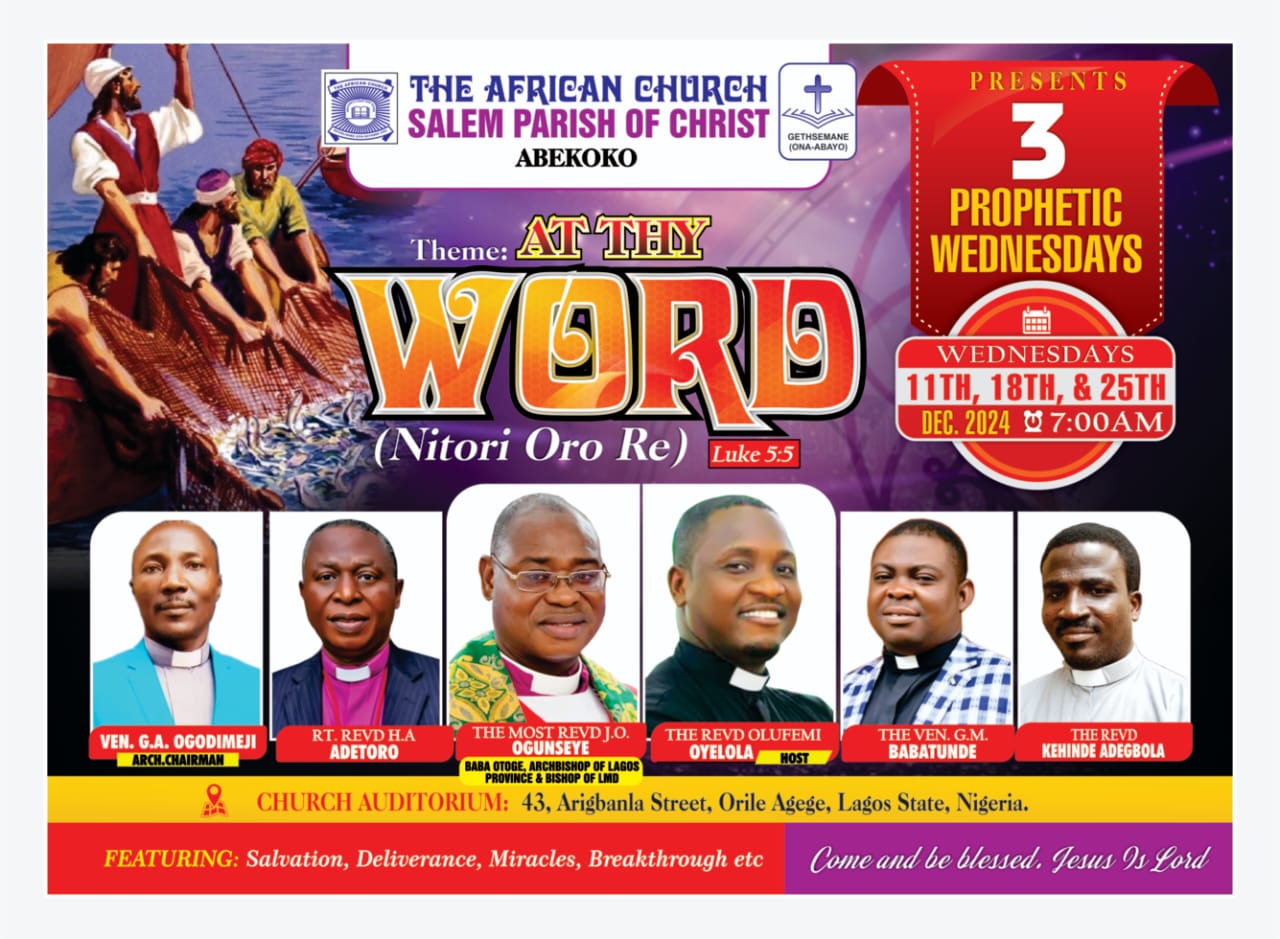 THE AFRICAN CHURCH
SALEM PARISH OF CHRIST
ABEKOKO
THE AFRICAN CHURCH
GETHSEMANE
(ONA-ABAYO)
PRESENTS
3
PROPHETIC
WEDNESDAYS
WEDNESDAYS
11TH, 18TH, & 25TH
DEC. 2024 7:00AM
Theme: AT THY
WORD
(Nitori Oro Re) Luke 5:5
VEN. G.A. OGODIMEJI
ARCH.CHAIRMAN
RT. REVD H.A
ADETORO
THE MOST REVD J.O.
OGUNSEYE
BABA OTOGE, ARCHBISHOP OF LAGOS
PROVINCE & BISHOP OF LMD
THE REVD OLUFEMI
OYELOLA HOST
THE VEN. G.M.
BABATUNDE
THE REVD
KEHINDE ADEGBOLA
CHURCH AUDITORIUM: 43, Arigbanla Street, Orile Agege, Lagos State, Nigeria.
FEATURING: Salvation, Deliverance, Miracles, Breakthrough etc
Come and be blessed. Jesus Is Lord